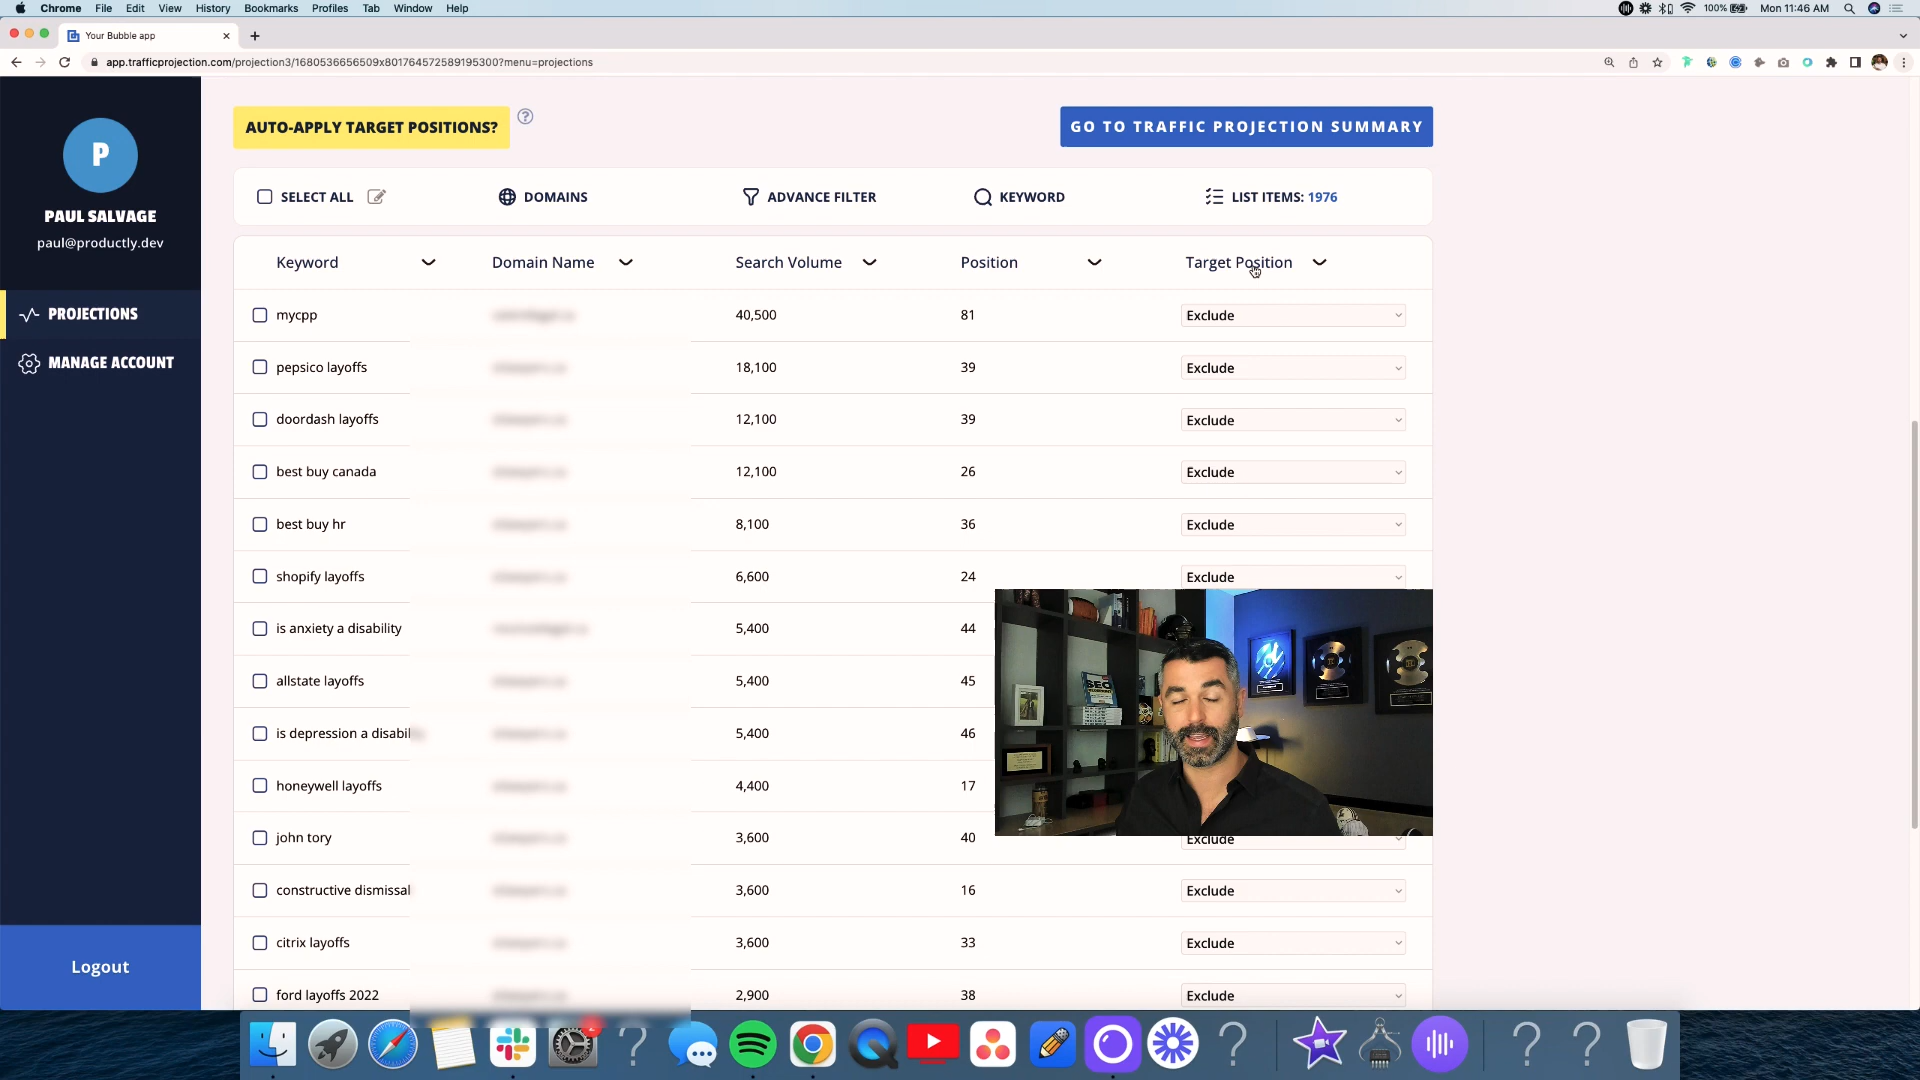 Chrome File Edit View History Bookmarks Profiles Tab Window Help
100% Mon 11:46 AM
Your Bubble app
app.trafficprojection.com/projection3/1680536656509x801764572589195300?menu=projections
P
PAUL SALVAGE
paul@productly.dev
PROJECTIONS
MANAGE ACCOUNT
Logout
AUTO-APPLY TARGET POSITIONS? ?
GO TO TRAFFIC PROJECTION SUMMARY
SELECT ALL DOMAINS ADVANCE FILTER KEYWORD LIST ITEMS: 1976
Keyword Domain Name Search Volume Position Target Position
mycpp 40,500 81 Exclude
pepsico layoffs 18,100 39 Exclude
doordash layoffs 12,100 39 Exclude
best buy canada 12,100 26 Exclude
best buy hr 8,100 36 Exclude
shopify layoffs 6,600 24 Exclude
is anxiety a disability 5,400 44
allstate layoffs 5,400 45
is depression a disabil 5,400 46
honeywell layoffs 4,400 17
john tory 3,600 40 Exclude
constructive dismissal 3,600 16 Exclude
citrix layoffs 3,600 33 Exclude
ford layoffs 2022 2,900 38 Exclude
SEO